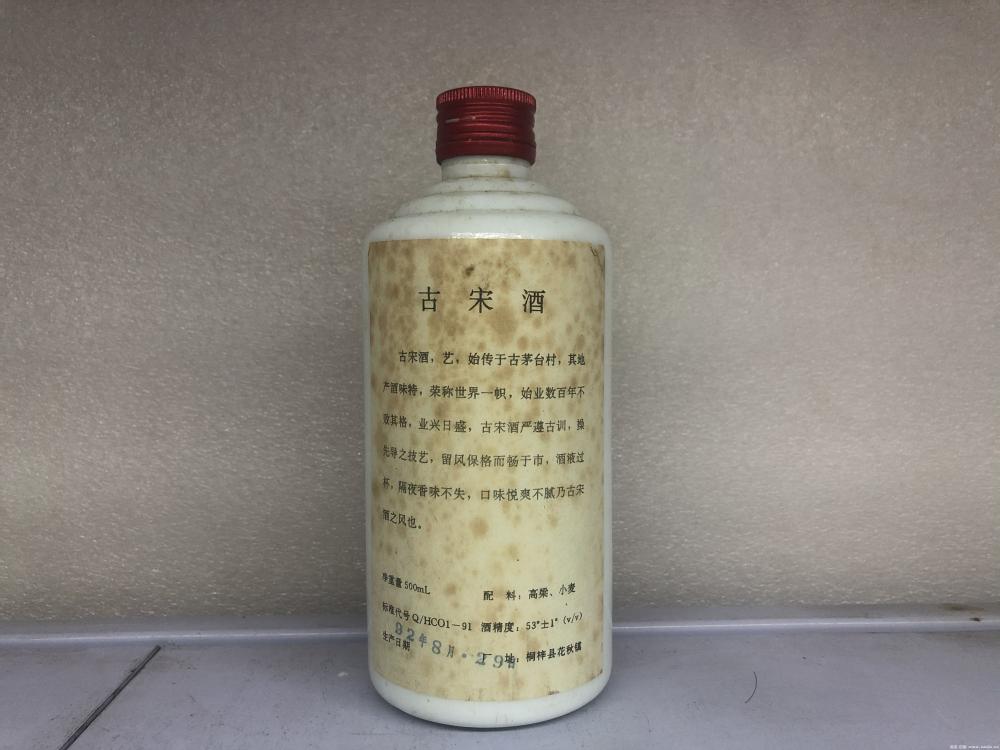 古宋酒
古宋酒，艺，始传于古茅台村，其地
产酒味特，荣称世界一帜，始业数百年不
败其格，业兴日盛，古宋酒严遵古训，操
先导之技艺，留风保格而畅于市，酒液过
杯，隔夜香味不失，口味悦爽不腻乃古宋
酒之风也。
净重量500mL 配 料：高梁、小麦
标准代号Q/HCO1—91 酒精度：53°±1°(v/v)
生产日期 92年8月·29日 厂 址：桐梓县花秋镇